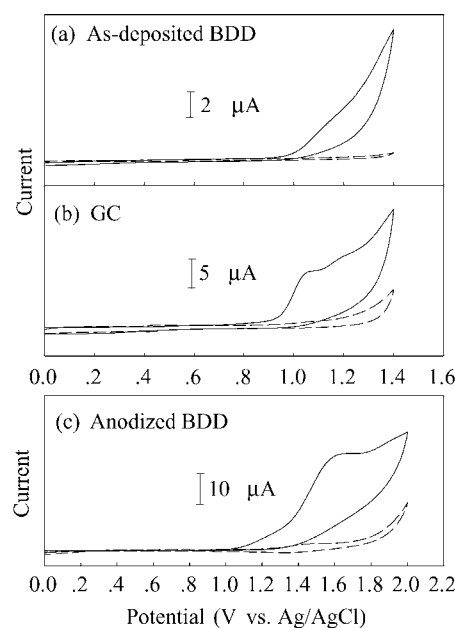 (a) As-deposited BDD
2 µA
(b) GC
5 µA
Current
0.0 .2 .4 .6 .8 1.0 1.2 1.4 1.6
(c) Anodized BDD
10 µA
Current
0.0 .2 .4 .6 .8 1.0 1.2 1.4 1.6 1.8 2.0 2.2
Potential (V vs. Ag/AgCl)